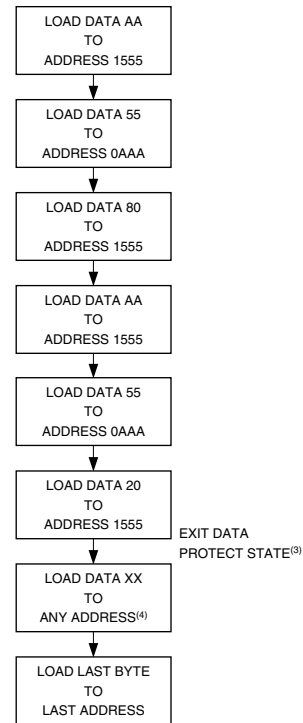 LOAD DATA AA
TO
ADDRESS 1555
LOAD DATA 55
TO
ADDRESS 0AAA
LOAD DATA 80
TO
ADDRESS 1555
LOAD DATA AA
TO
ADDRESS 1555
LOAD DATA 55
TO
ADDRESS 0AAA
LOAD DATA 20
TO
ADDRESS 1555
EXIT DATA
PROTECT STATE(3)
LOAD DATA XX
TO
ANY ADDRESS(4)
LOAD LAST BYTE
TO
LAST ADDRESS